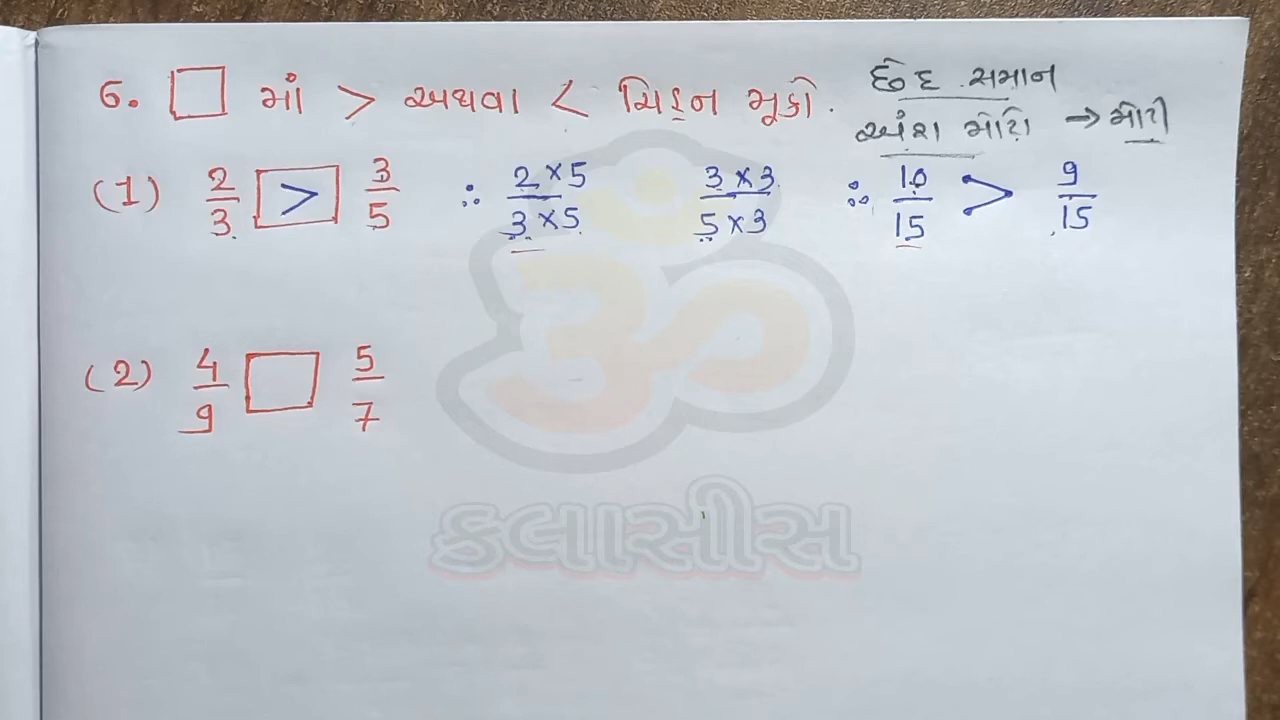 6. □ માં > અથવા < ચિહ્ન મૂકો.
છેદ સમાન
અંશ મોટો → મોટી
(1) 2/3 > 3/5 ∴ 2×5/3×5 3×3/5×3 ∴ 10/15 > 9/15
(2) 4/9 □ 5/7
ૐ
ક્લાસીસ